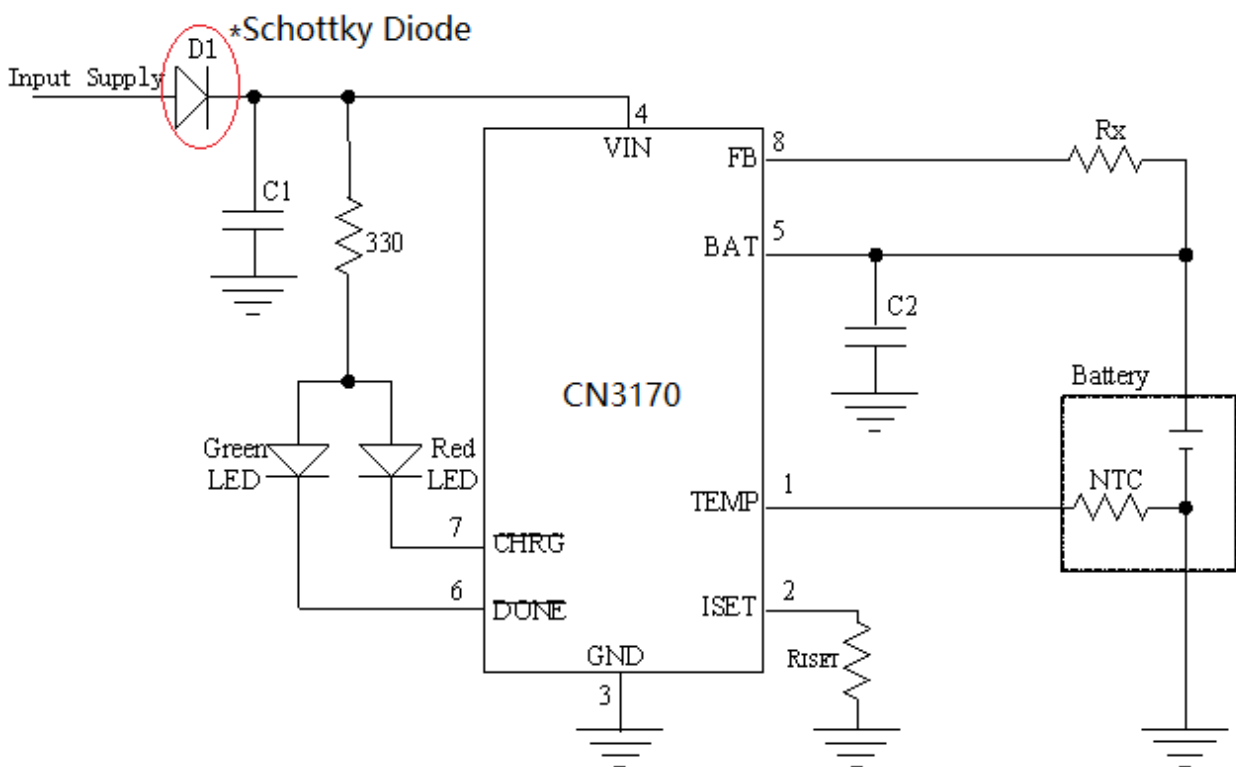 *Schottky Diode
D1
Input Supply
4
VIN
8
FB
Rx
C1
330
5
BAT
C2
CN3170
Battery
Green
LED
Red
LED
1
TEMP
NTC
7
CHRG
6
DONE
2
ISET
RISET
GND
3